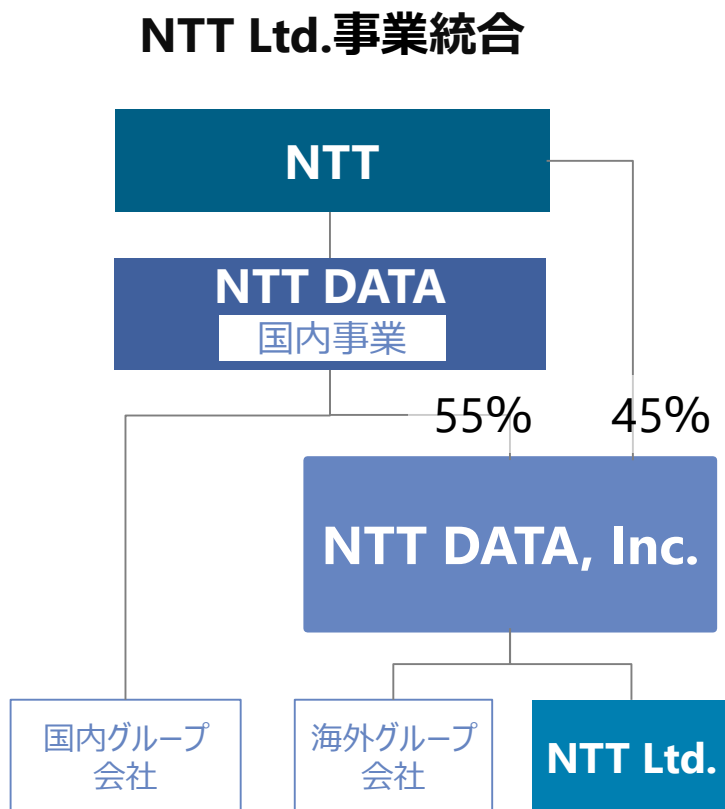 NTT Ltd.事業統合
NTT
NTT DATA
国内事業
55%
45%
NTT DATA, Inc.
国内グループ
会社
海外グループ
会社
NTT Ltd.